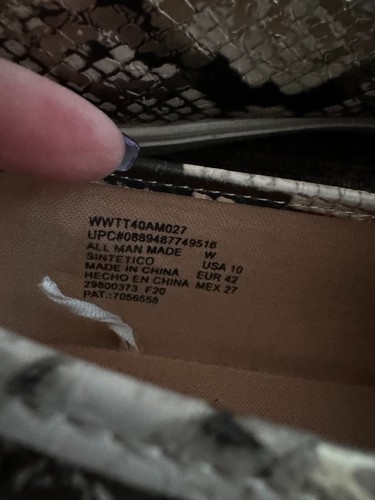 WWTT40AM027
UPC#0889487749516
ALL MAN MADE W
SINTETICO USA 10
MADE IN CHINA EUR 42
HECHO EN CHINA MEX 27
29800373 F20
PAT.:7056558